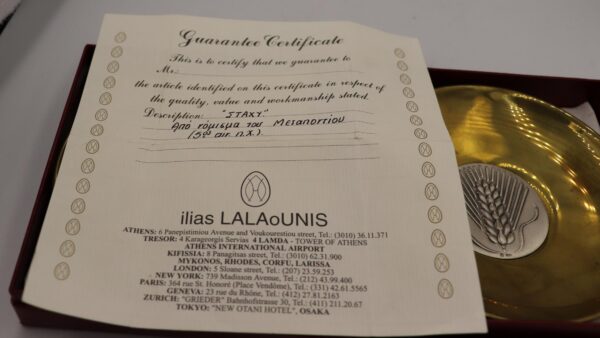 Guarantee Certificate
This is to certify that we guarantee to
Mr.
the article identified on this certificate in respect of
the quality, value and workmanship stated.
Description: "ΣΤΑΧΥ"
Από νόμισμα του Μεταποντίου
(5ος αιών. π.Χ.)
ilias LALAoUNIS
ATHENS: 6 Panepistimiou Avenue and Voukourestiou street, Tel.: (3010) 36.11.371
TRESOR: 4 Karageorgis Servias 4 LAMDA - TOWER OF ATHENS
ATHENS INTERNATIONAL AIRPORT
KIFISSIA: 8 Panagitsas street, Tel.: (3010) 62.31.900
MYKONOS, RHODES, CORFU, LARISSA
LONDON: 5 Sloane street, Tel.: (207) 23.59.253
NEW YORK: 739 Madisson Avenue, Tel.: (212) 43.99.400
PARIS: 364 rue St. Honoré (Place Vendôme), Tel.: (331) 42.61.5565
GENEVA: 23 rue du Rhône, Tel.: (412) 27.81.2163
ZURICH: "GRIEDER" Bahnhofstrasse 30, Tel.: (411) 211.20.67
TOKYO: "NEW OTANI HOTEL", OSAKA